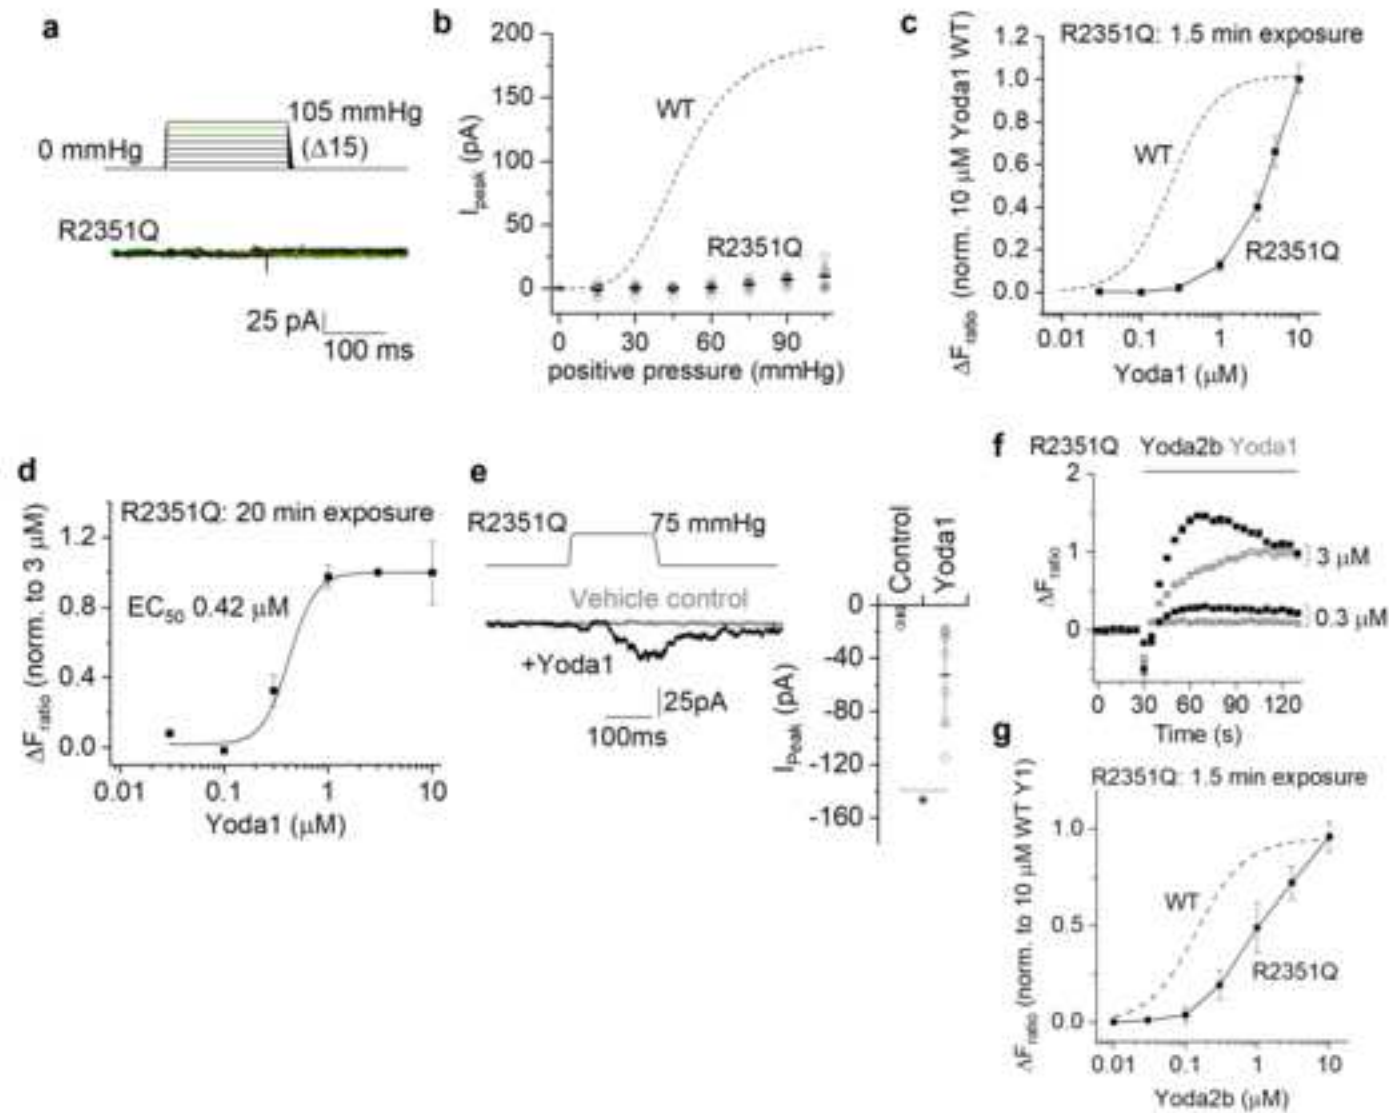 a
105 mmHg
0 mmHg
(Δ15)
R2351Q
25 pA
100 ms
b
200
150
100
50
0
I_peak (pA)
WT
R2351Q
0 30 60 90
positive pressure (mmHg)
c
R2351Q: 1.5 min exposure
1.2
1.0
0.8
0.6
0.4
0.2
0.0
ΔF_ratio (norm. 10 μM Yoda1 WT)
WT
R2351Q
0.01 0.1 1 10
Yoda1 (μM)
d
R2351Q: 20 min exposure
1.2
0.8
0.4
0.0
ΔF_ratio (norm. to 3 μM)
EC50 0.42 μM
0.01 0.1 1 10
Yoda1 (μM)
e
R2351Q
75 mmHg
Vehicle control
+Yoda1
25pA
100ms
Control
Yoda1
0
-40
-80
-120
-160
I_Peak (pA)
*
f
R2351Q Yoda2b Yoda1
2
1
0
ΔF_ratio
3 μM
0.3 μM
0 30 60 90 120
Time (s)
g
R2351Q: 1.5 min exposure
1.0
0.5
0.0
ΔF_ratio (norm. to 10 μM WT Y1)
WT
R2351Q
0.01 0.1 1 10
Yoda2b (μM)